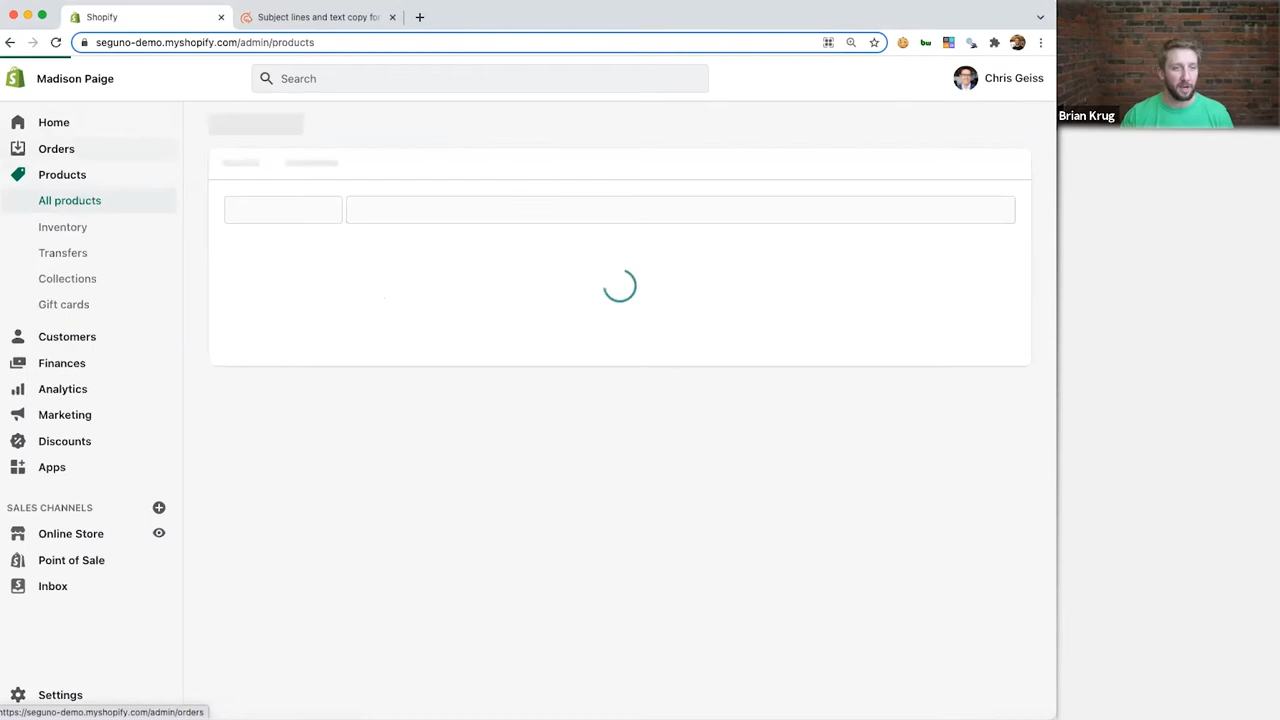 Shopify
Subject lines and text copy for
seguno-demo.myshopify.com/admin/products
Madison Paige
Search
Chris Geiss
Brian Krug
Home
Orders
Products
All products
Inventory
Transfers
Collections
Gift cards
Customers
Finances
Analytics
Marketing
Discounts
Apps
SALES CHANNELS
Online Store
Point of Sale
Inbox
Settings
https://seguno-demo.myshopify.com/admin/orders